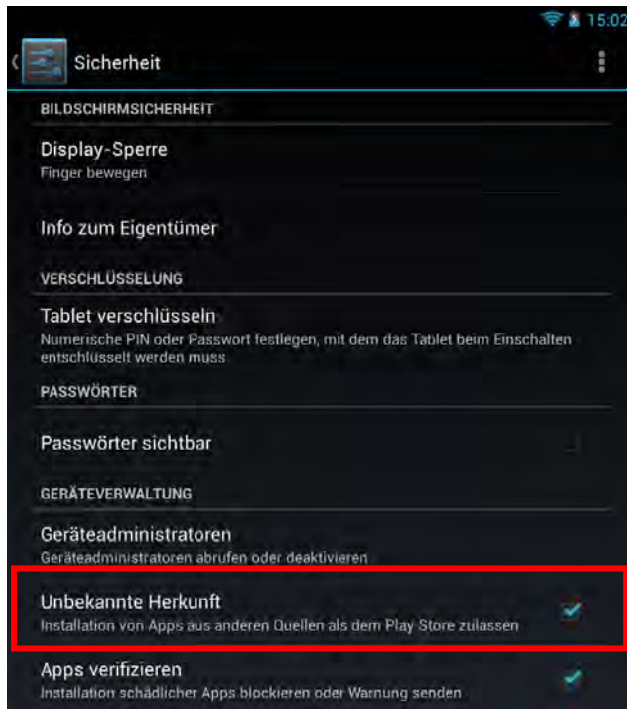 15:02
Sicherheit
BILDSCHIRMSICHERHEIT
Display-Sperre
Finger bewegen
Info zum Eigentümer
VERSCHLÜSSELUNG
Tablet verschlüsseln
Numerische PIN oder Passwort festlegen, mit dem das Tablet beim Einschalten
entschlüsselt werden muss
PASSWÖRTER
Passwörter sichtbar
GERÄTEVERWALTUNG
Geräteadministratoren
Geräteadministratoren abrufen oder deaktivieren
Unbekannte Herkunft
Installation von Apps aus anderen Quellen als dem Play Store zulassen
Apps verifizieren
Installation schädlicher Apps blockieren oder Warnung senden